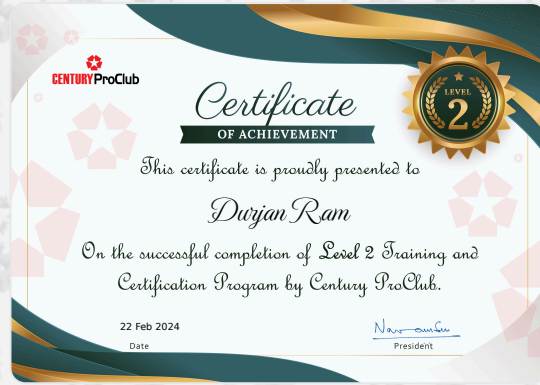 CENTURY ProClub
Certificate
OF ACHIEVEMENT
LEVEL
2
This certificate is proudly presented to
Durjan Ram
On the successful completion of Level 2 Training and
Certification Program by Century ProClub.
22 Feb 2024
Date
President